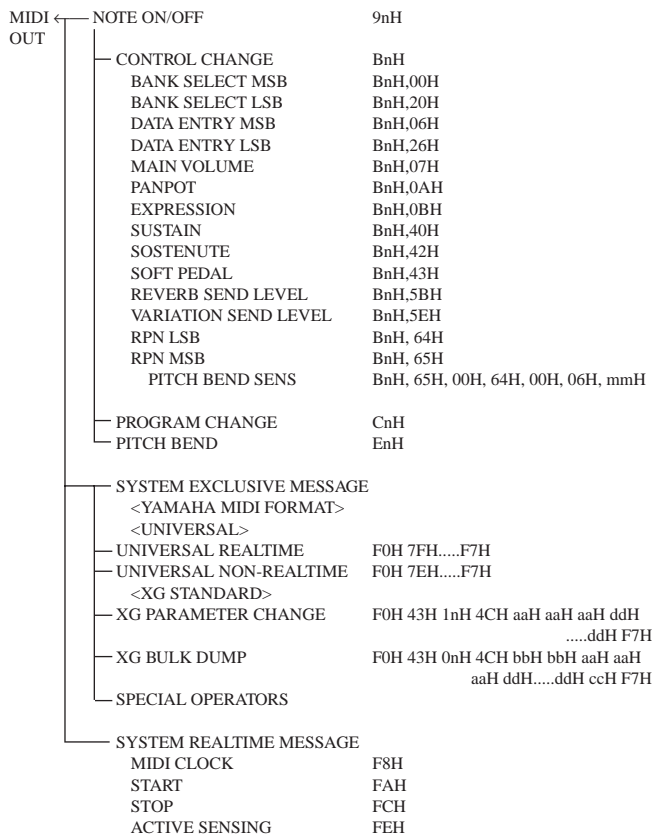 MIDI OUT NOTE ON/OFF 9nH
CONTROL CHANGE BnH
BANK SELECT MSB BnH,00H
BANK SELECT LSB BnH,20H
DATA ENTRY MSB BnH,06H
DATA ENTRY LSB BnH,26H
MAIN VOLUME BnH,07H
PANPOT BnH,0AH
EXPRESSION BnH,0BH
SUSTAIN BnH,40H
SOSTENUTE BnH,42H
SOFT PEDAL BnH,43H
REVERB SEND LEVEL BnH,5BH
VARIATION SEND LEVEL BnH,5EH
RPN LSB BnH, 64H
RPN MSB BnH, 65H
PITCH BEND SENS BnH, 65H, 00H, 64H, 00H, 06H, mmH
PROGRAM CHANGE CnH
PITCH BEND EnH
SYSTEM EXCLUSIVE MESSAGE
<YAMAHA MIDI FORMAT>
<UNIVERSAL>
UNIVERSAL REALTIME F0H 7FH.....F7H
UNIVERSAL NON-REALTIME F0H 7EH.....F7H
<XG STANDARD>
XG PARAMETER CHANGE F0H 43H 1nH 4CH aaH aaH aaH ddH
.....ddH F7H
XG BULK DUMP F0H 43H 0nH 4CH bbH bbH aaH aaH
aaH ddH.....ddH ccH F7H
SPECIAL OPERATORS
SYSTEM REALTIME MESSAGE
MIDI CLOCK F8H
START FAH
STOP FCH
ACTIVE SENSING FEH